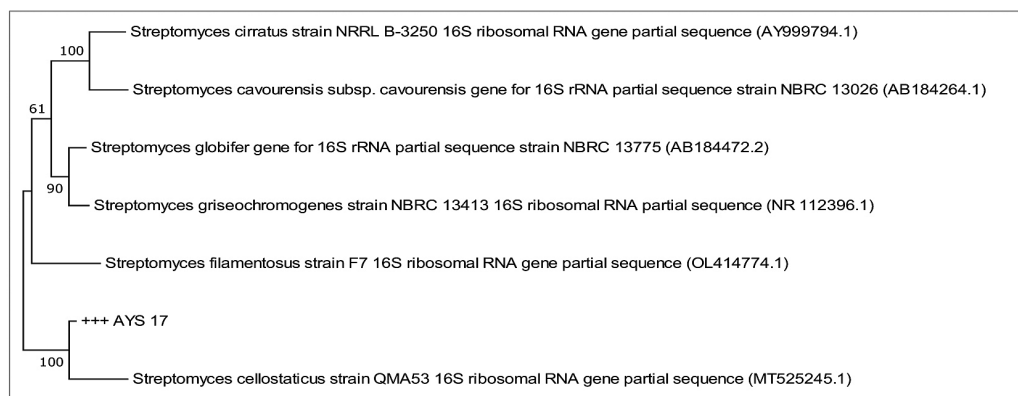 Streptomyces cirratus strain NRRL B-3250 16S ribosomal RNA gene partial sequence (AY999794.1)
100
Streptomyces cavourensis subsp. cavourensis gene for 16S rRNA partial sequence strain NBRC 13026 (AB184264.1)
61
Streptomyces globifer gene for 16S rRNA partial sequence strain NBRC 13775 (AB184472.2)
90
Streptomyces griseochromogenes strain NBRC 13413 16S ribosomal RNA partial sequence (NR 112396.1)
Streptomyces filamentosus strain F7 16S ribosomal RNA gene partial sequence (OL414774.1)
+++ AYS 17
100
Streptomyces cellostaticus strain QMA53 16S ribosomal RNA gene partial sequence (MT525245.1)